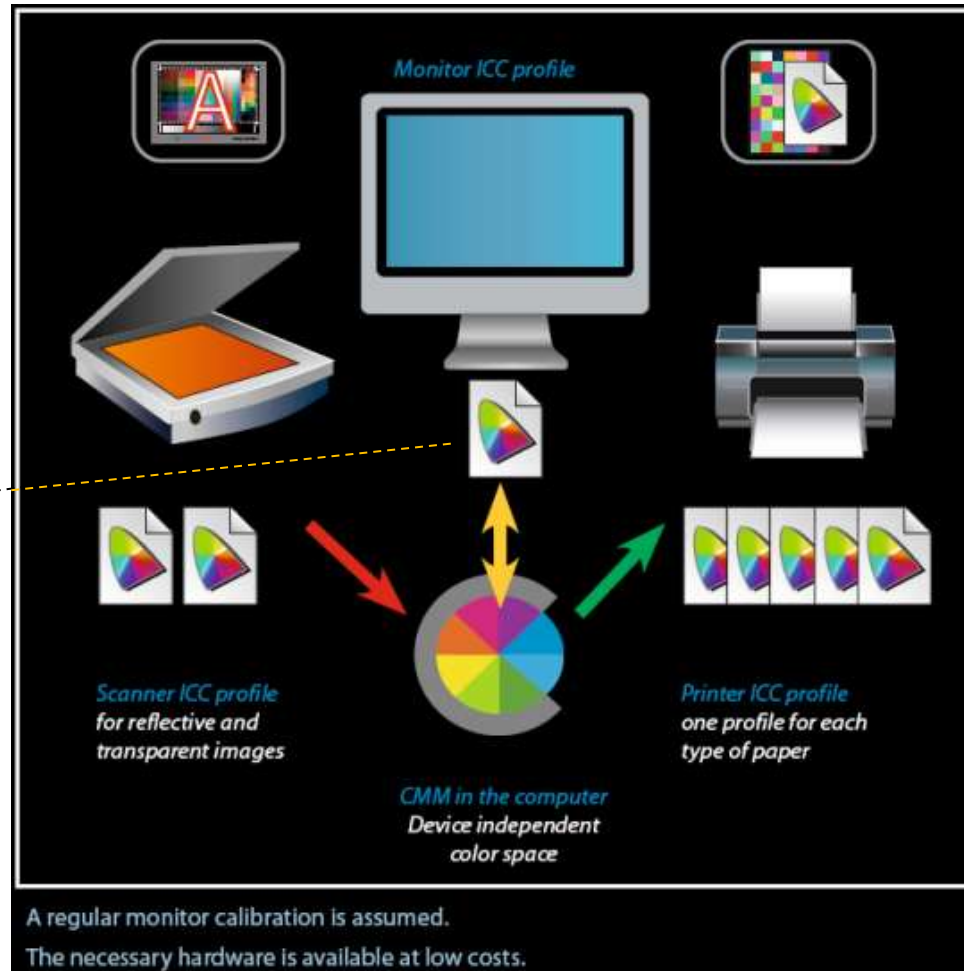 Monitor ICC profile
A
Scanner ICC profile
for reflective and
transparent images
Printer ICC profile
one profile for each
type of paper
CMM in the computer
Device independent
color space
A regular monitor calibration is assumed.
The necessary hardware is available at low costs.